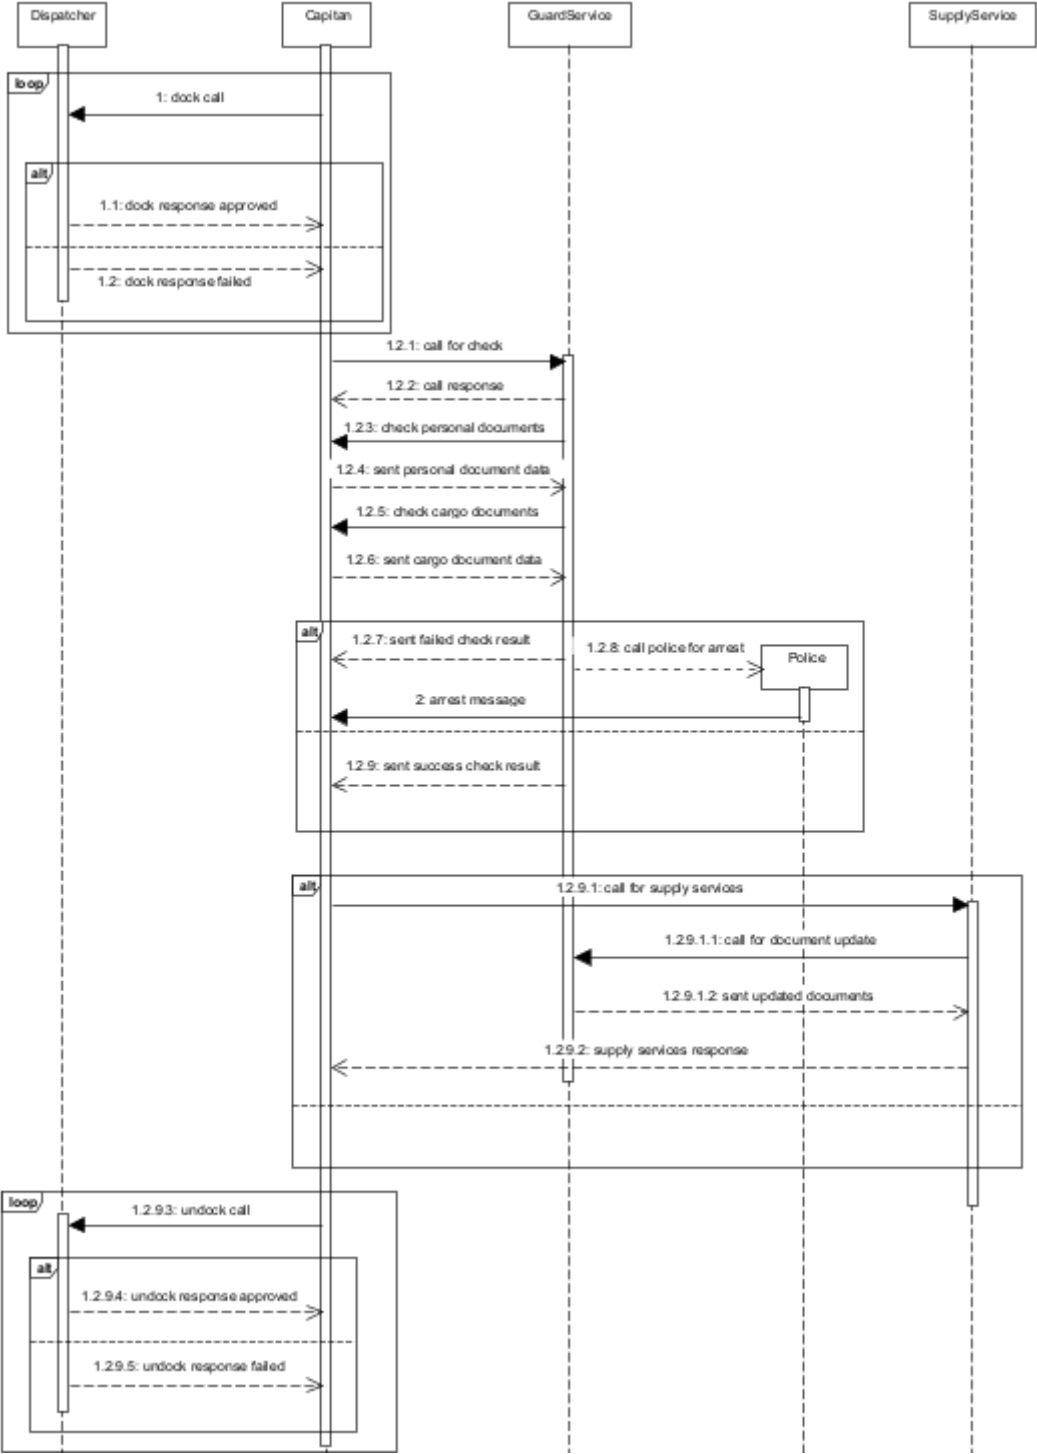 Dispatcher
Capitan
GuardService
SupplyService
loop
1: dock call
alt
1.1: dock response approved
1.2: dock response failed
1.2.1: call for check
1.2.2: call response
1.2.3: check personal documents
1.2.4: sent personal document data
1.2.5: check cargo documents
1.2.6: sent cargo document data
alt
1.2.7: sent failed check result
1.2.8: call police for arrest
Police
2: arrest message
1.2.9: sent success check result
alt
1.2.9.1: call for supply services
1.2.9.1.1: call for document update
1.2.9.1.2: sent updated documents
1.2.9.2: supply services response
loop
1.2.9.3: undock call
alt
1.2.9.4: undock response approved
1.2.9.5: undock response failed